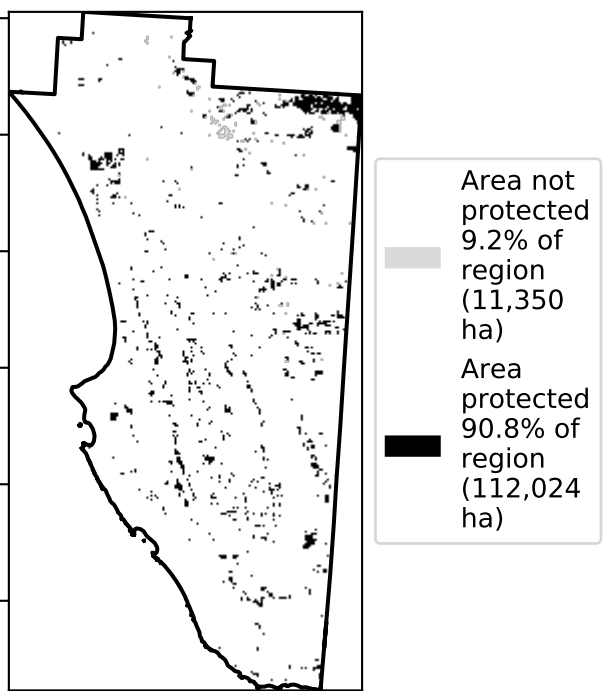 Area not
protected
9.2% of
region
(11,350
ha)
Area
protected
90.8% of
region
(112,024
ha)